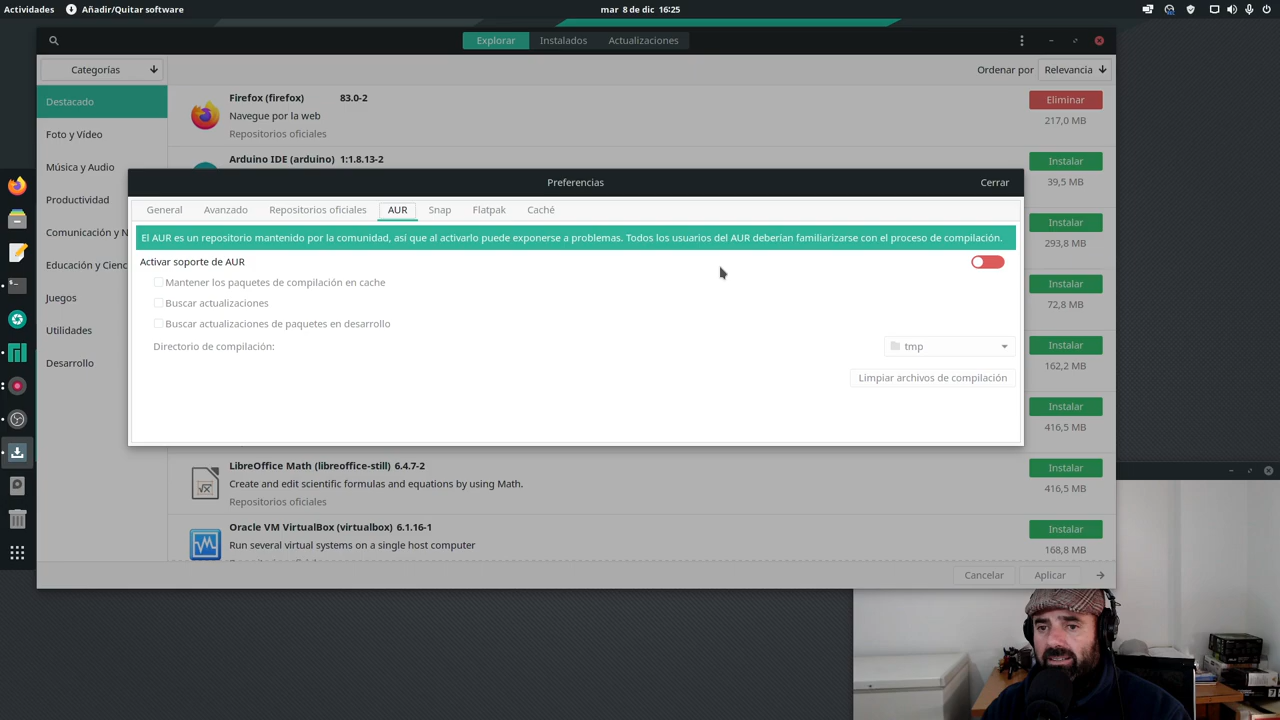 Actividades
Añadir/Quitar software
mar 8 de dic 16:25
Explorar
Instalados
Actualizaciones
Categorías
Ordenar por
Relevancia
Destacado
Foto y Vídeo
Música y Audio
Productividad
Comunicación y N
Educación y Cienc
Juegos
Utilidades
Desarrollo
Firefox (firefox) 83.0-2
Eliminar
Navegue por la web
217,0 MB
Repositorios oficiales
Arduino IDE (arduino) 1:1.8.13-2
Instalar
39,5 MB
Instalar
293,8 MB
Instalar
72,8 MB
Instalar
162,2 MB
Instalar
416,5 MB
Preferencias
Cerrar
General
Avanzado
Repositorios oficiales
AUR
Snap
Flatpak
Caché
El AUR es un repositorio mantenido por la comunidad, así que al activarlo puede exponerse a problemas. Todos los usuarios del AUR deberían familiarizarse con el proceso de compilación.
Activar soporte de AUR
Mantener los paquetes de compilación en cache
Buscar actualizaciones
Buscar actualizaciones de paquetes en desarrollo
Directorio de compilación:
tmp
Limpiar archivos de compilación
LibreOffice Math (libreoffice-still) 6.4.7-2
Instalar
Create and edit scientific formulas and equations by using Math.
416,5 MB
Repositorios oficiales
Oracle VM VirtualBox (virtualbox) 6.1.16-1
Instalar
Run several virtual systems on a single host computer
168,8 MB
Cancelar
Aplicar